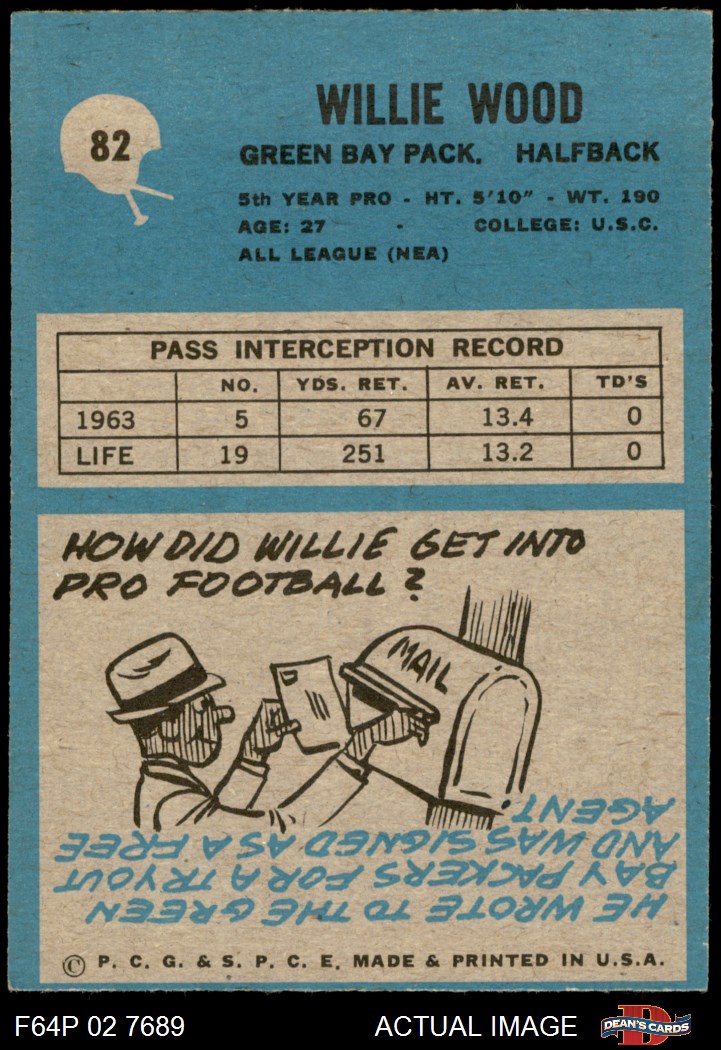 82
WILLIE WOOD
GREEN BAY PACK. HALFBACK
5th YEAR PRO - HT. 5'10" - WT. 190
AGE: 27 - COLLEGE: U.S.C.
ALL LEAGUE (NEA)
PASS INTERCEPTION RECORD
NO. YDS. RET. AV. RET. TD'S
1963 5 67 13.4 0
LIFE 19 251 13.2 0
HOW DID WILLIE GET INTO
PRO FOOTBALL?
MAIL
HE WROTE TO THE GREEN
BAY PACKERS FOR A TRYOUT
AND WAS SIGNED AS A FREE
AGENT.
© P. C. G. & S. P. C. E. MADE & PRINTED IN U.S.A.
F64P 02 7689 ACTUAL IMAGE
D
DEAN'S CARDS